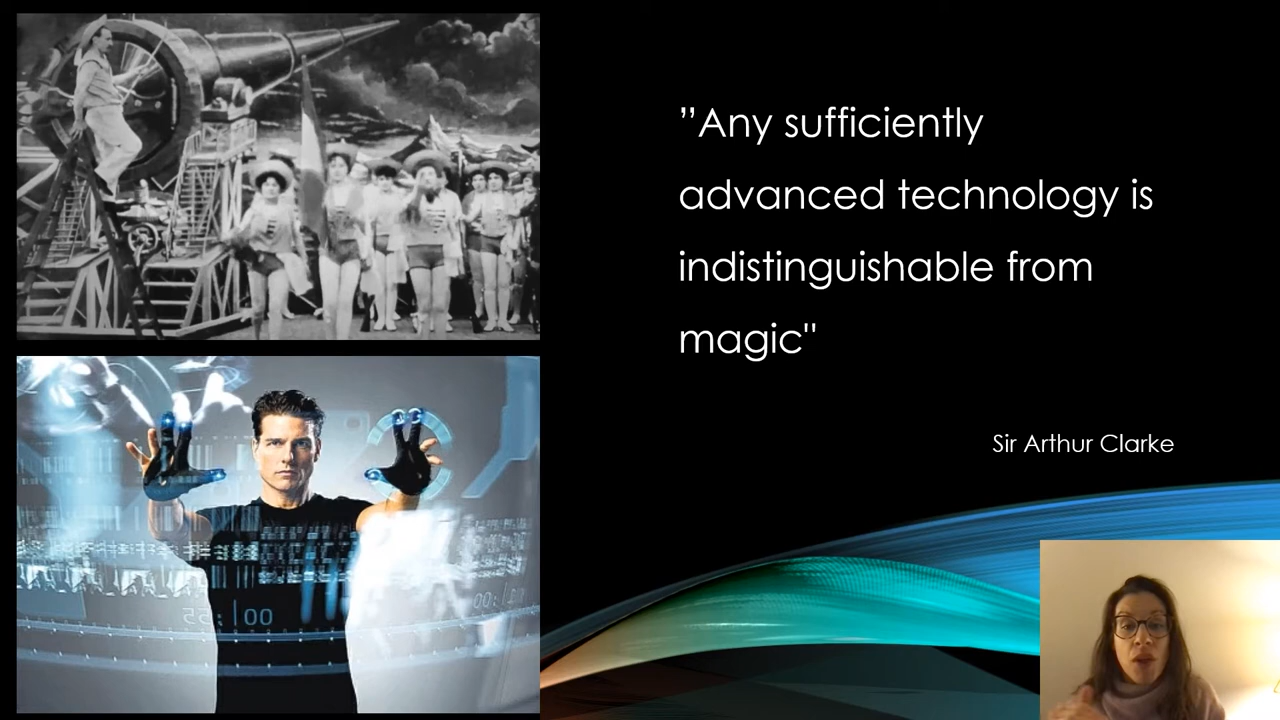 ”Any sufficiently
advanced technology is
indistinguishable from
magic"
Sir Arthur Clarke